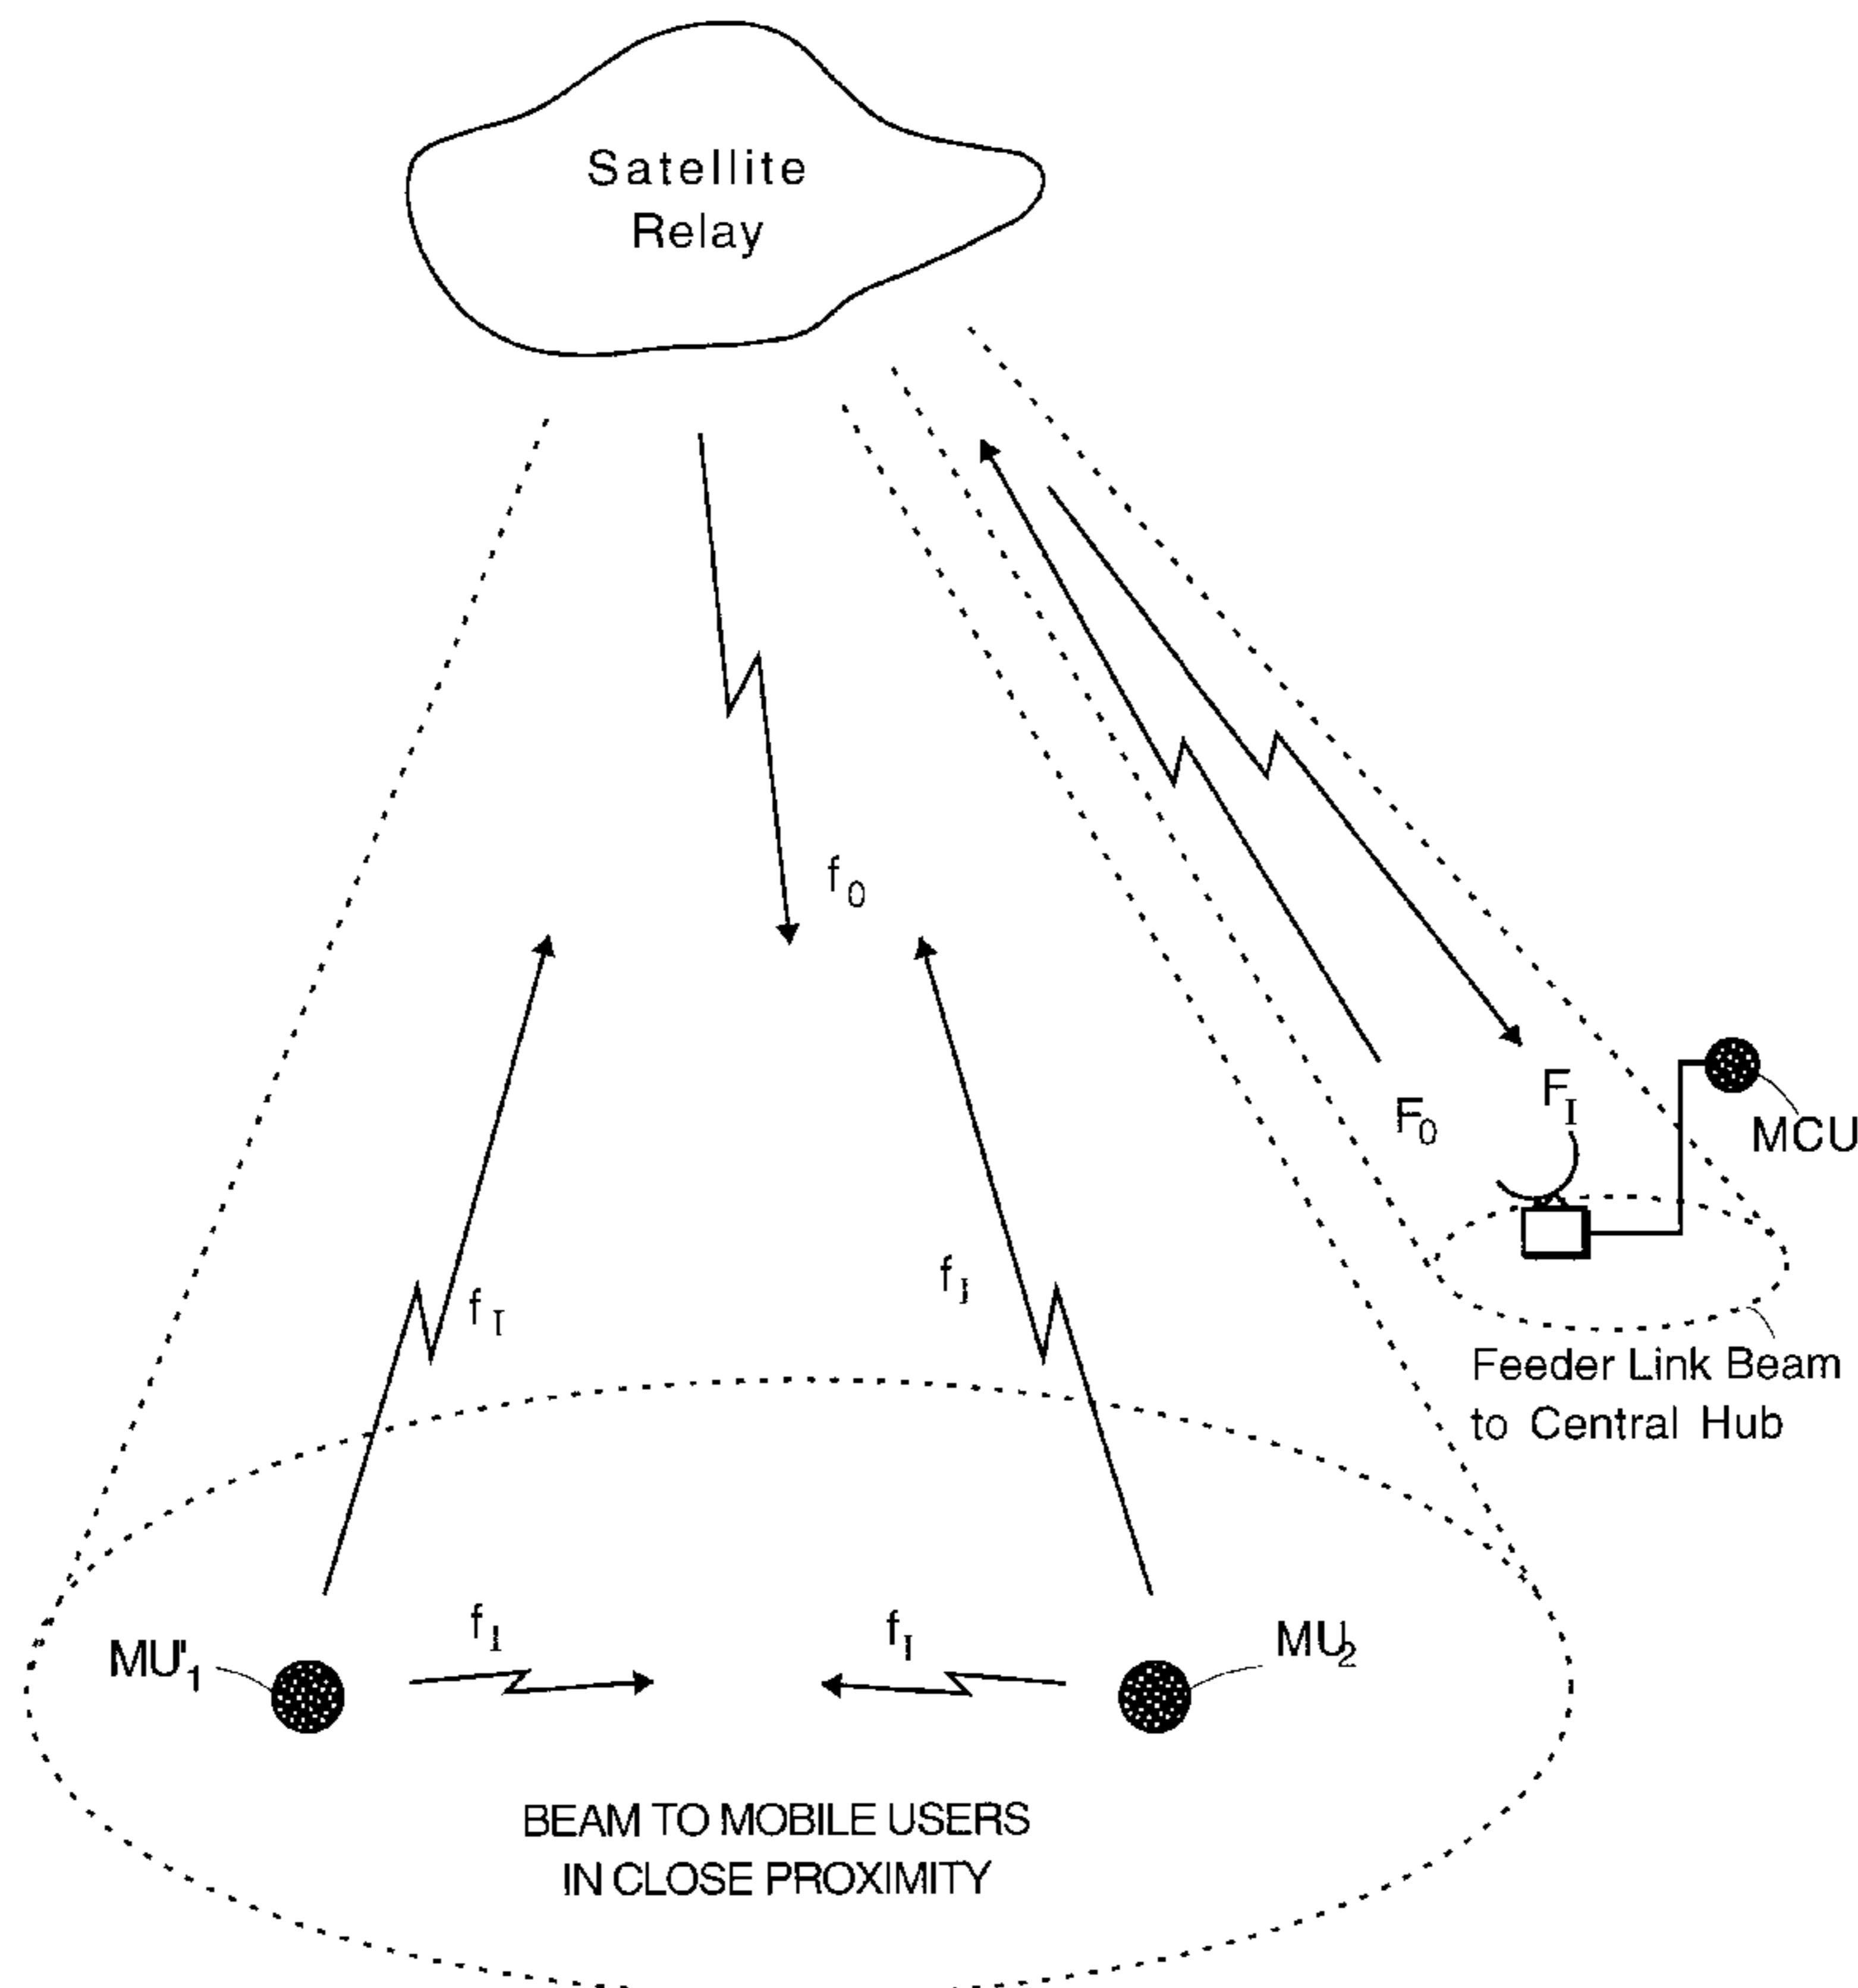 Satellite
Relay
f0
F0
FI
MCU
fI
fI
Feeder Link Beam
to Central Hub
fI
fI
MU'1
MU2
BEAM TO MOBILE USERS
IN CLOSE PROXIMITY